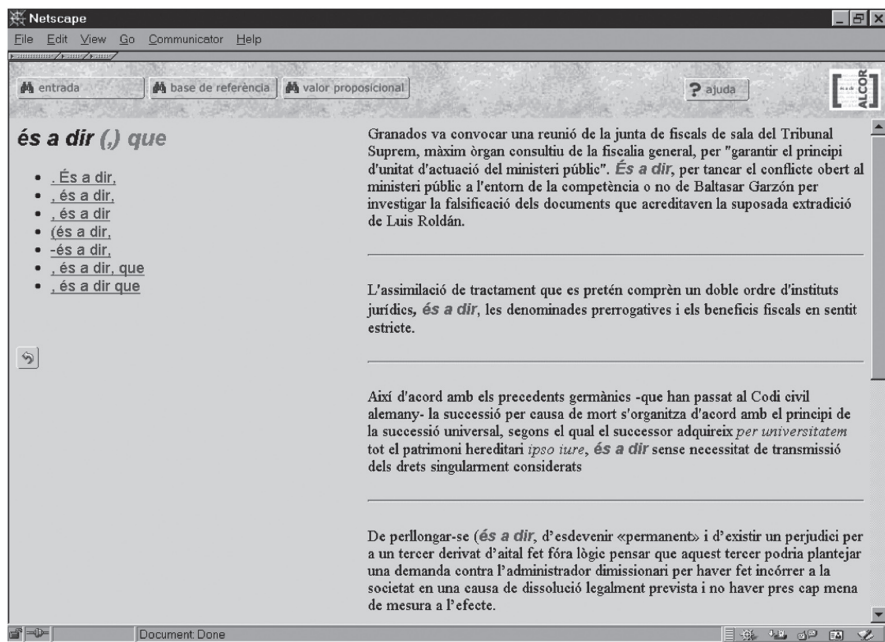 Netscape
File Edit View Go Communicator Help
entrada
base de referència
valor proposicional
? ajuda
ALCOR
és a dir (,) que
. És a dir,
, és a dir,
, és a dir
(és a dir,
-és a dir,
, és a dir, que
, és a dir que
Granados va convocar una reunió de la junta de fiscals de sala del Tribunal
Suprem, màxim òrgan consultiu de la fiscalia general, per "garantir el principi
d'unitat d'actuació del ministeri públic". És a dir, per tancar el conflicte obert al
ministeri públic a l'entorn de la competència o no de Baltasar Garzón per
investigar la falsificació dels documents que acreditaven la suposada extradició
de Luis Roldán.
L'assimilació de tractament que es pretén comprèn un doble ordre d'instituts
jurídics, és a dir, les denominades prerrogatives i els beneficis fiscals en sentit
estricte.
Així d'acord amb els precedents germànics -que han passat al Codi civil
alemany- la successió per causa de mort s'organitza d'acord amb el principi de
la successió universal, segons el qual el successor adquireix per universitatem
tot el patrimoni hereditari ipso iure, és a dir sense necessitat de transmissió
dels drets singularment considerats
De perllongar-se (és a dir, d'esdevenir «permanent» i d'existir un perjudici per
a un tercer derivat d'aital fet fóra lògic pensar que aquest tercer podria plantejar
una demanda contra l'administrador dimissionari per haver fet incórrer a la
societat en una causa de dissolució legalment prevista i no haver pres cap mena
de mesura a l'efecte.
Document: Done